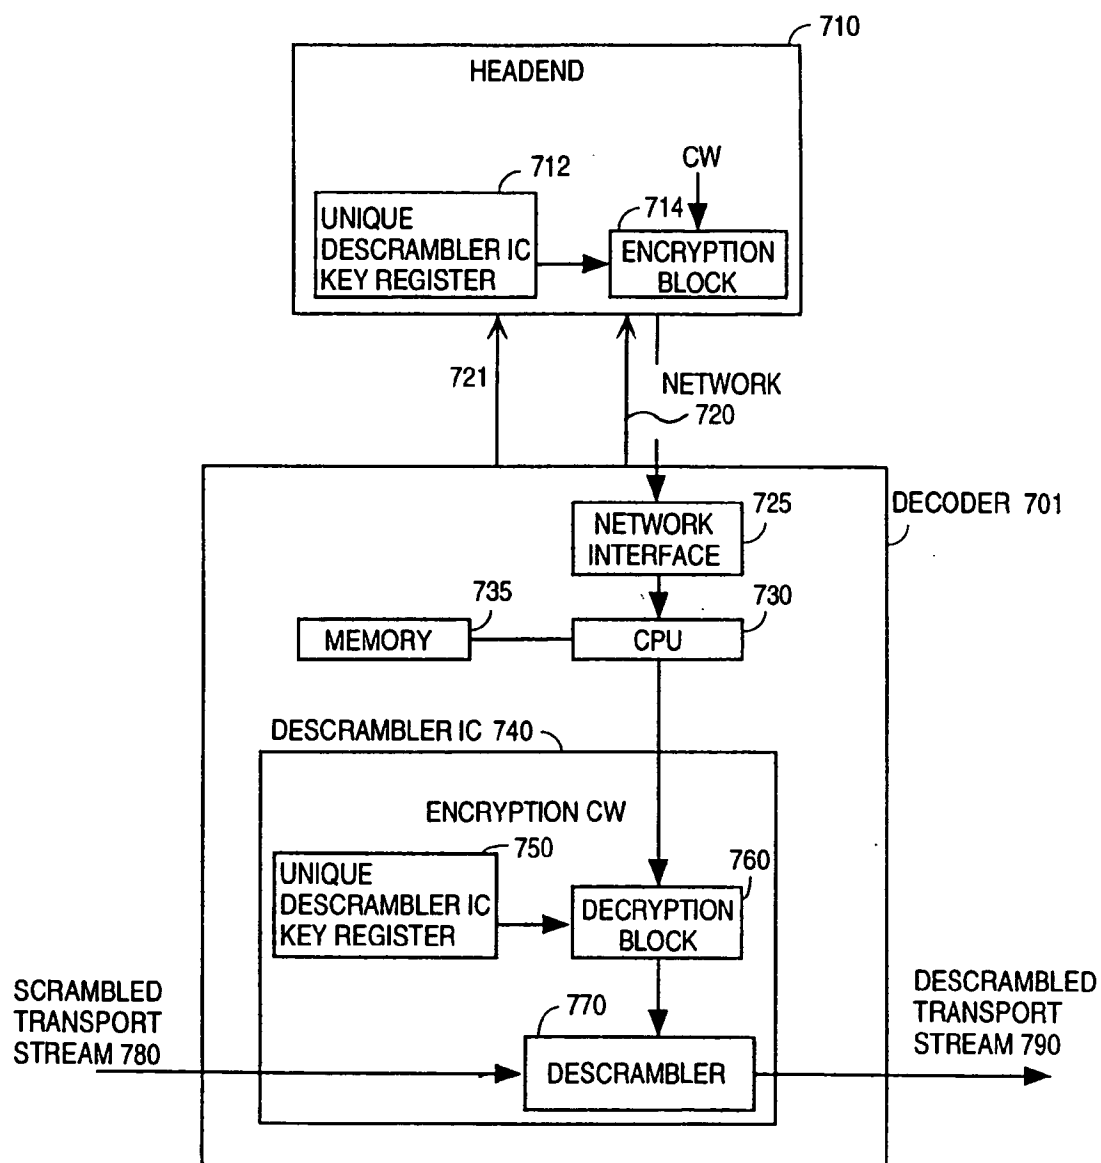 710
HEADEND
CW
712
714
UNIQUE
DESCRAMBLER IC
KEY REGISTER
ENCRYPTION
BLOCK
721
NETWORK
720
725
DECODER 701
NETWORK
INTERFACE
735
730
MEMORY
CPU
DESCRAMBLER IC 740
ENCRYPTION CW
750
760
UNIQUE
DESCRAMBLER IC
KEY REGISTER
DECRYPTION
BLOCK
SCRAMBLED
TRANSPORT
STREAM 780
770
DESCRAMBLER
DESCRAMBLED
TRANSPORT
STREAM 790